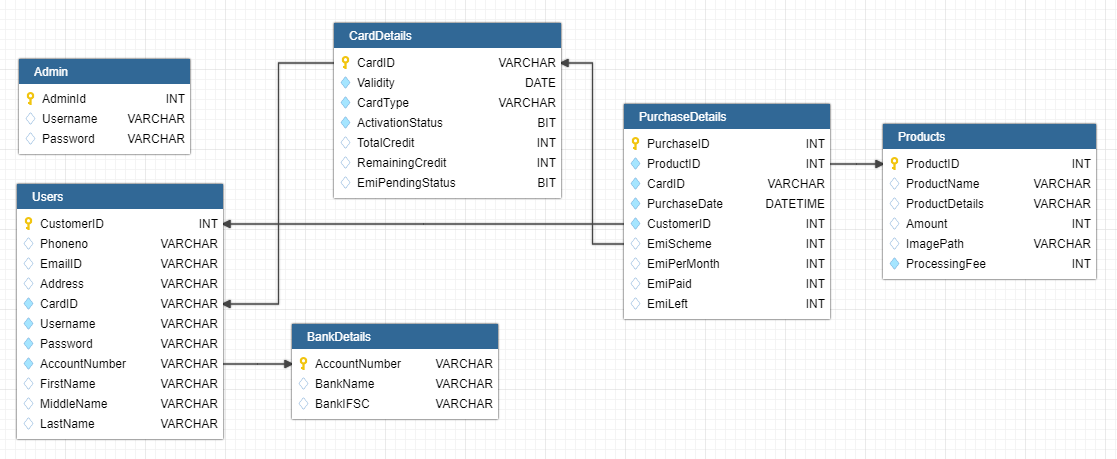 Admin
AdminId INT
Username VARCHAR
Password VARCHAR
Users
CustomerID INT
Phoneno VARCHAR
EmailID VARCHAR
Address VARCHAR
CardID VARCHAR
Username VARCHAR
Password VARCHAR
AccountNumber VARCHAR
FirstName VARCHAR
MiddleName VARCHAR
LastName VARCHAR
CardDetails
CardID VARCHAR
Validity DATE
CardType VARCHAR
ActivationStatus BIT
TotalCredit INT
RemainingCredit INT
EmiPendingStatus BIT
BankDetails
AccountNumber VARCHAR
BankName VARCHAR
BankIFSC VARCHAR
PurchaseDetails
PurchaseID INT
ProductID INT
CardID VARCHAR
PurchaseDate DATETIME
CustomerID INT
EmiScheme INT
EmiPerMonth INT
EmiPaid INT
EmiLeft INT
Products
ProductID INT
ProductName VARCHAR
ProductDetails VARCHAR
Amount INT
ImagePath VARCHAR
ProcessingFee INT